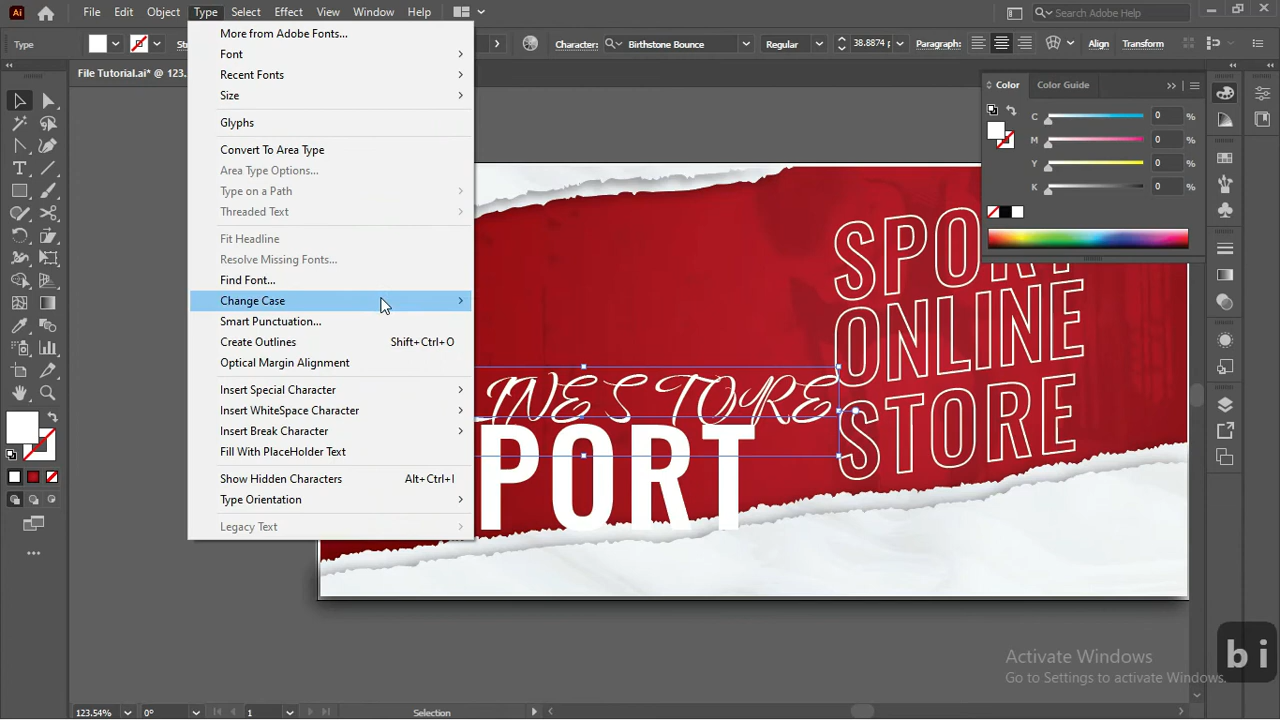 Ai File Edit Object Type Select Effect View Window Help Search Adobe Help
Type Character: Birthstone Bounce Regular 38.8874 Paragraph: Align Transform
File Tutorial.ai* @ 123.
More from Adobe Fonts...
Font
Recent Fonts
Size
Glyphs
Convert To Area Type
Area Type Options...
Type on a Path
Threaded Text
Fit Headline
Resolve Missing Fonts...
Find Font...
Change Case
Smart Punctuation...
Create Outlines Shift+Ctrl+O
Optical Margin Alignment
Insert Special Character
Insert WhiteSpace Character
Insert Break Character
Fill With PlaceHolder Text
Show Hidden Characters Alt+Ctrl+I
Type Orientation
Legacy Text
Color Color Guide
C 0 %
M 0 %
Y 0 %
K 0 %
SPORT
ONLINE
STORE
INE STORE
PORT
bi
Activate Windows
Go to Settings to activate Windows.
123.54% 0° 1 Selection